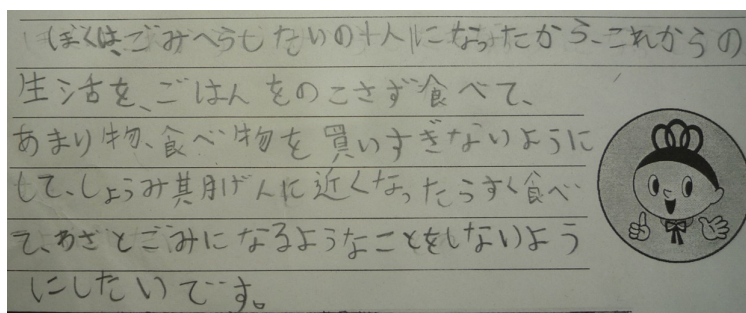 ぼくは、ごみへらしたいの1人になったから、これからの
生活を、ごはんをのこさず食べて、
あまり物、食べ物を買いすぎないように
して、しょうみ期げんに近くなったらすぐ食べ
て、わざとごみになるようなことをしないよう
にしたいです。